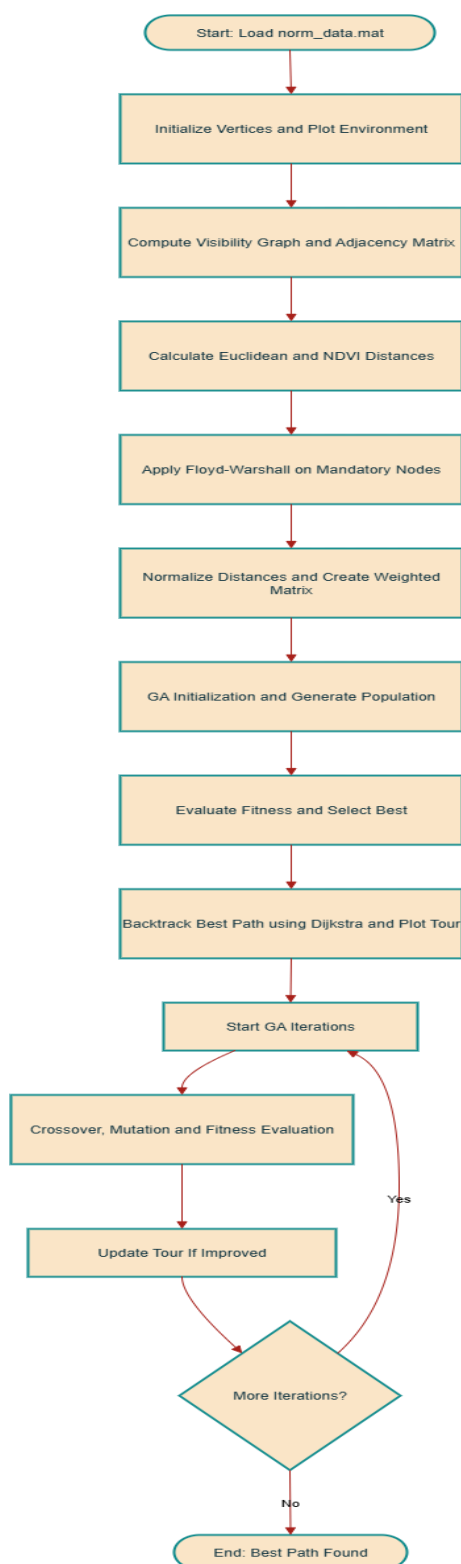 Start: Load norm_data.mat
Initialize Vertices and Plot Environment
Compute Visibility Graph and Adjacency Matrix
Calculate Euclidean and NDVI Distances
Apply Floyd-Warshall on Mandatory Nodes
Normalize Distances and Create Weighted
Matrix
GA Initialization and Generate Population
Evaluate Fitness and Select Best
Backtrack Best Path using Dijkstra and Plot Tour
Start GA Iterations
Crossover, Mutation and Fitness Evaluation
Yes
Update Tour If Improved
More Iterations?
No
End: Best Path Found